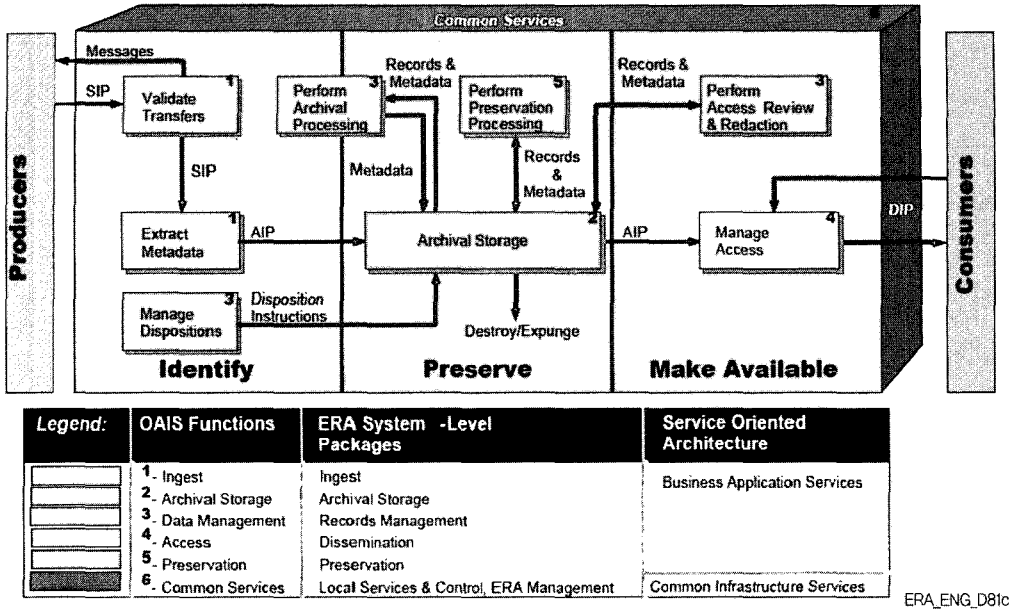 Common Services
Messages
SIP
Validate
Transfers
1
SIP
Extract
Metadata
1
AIP
Manage
Dispositions
3
Disposition
Instructions
Identify
Perform
Archival
Processing
3
Records &
Metadata
Metadata
Perform
Preservation
Processing
5
Records
&
Metadata
Archival Storage
2
Destroy/Expunge
Preserve
Records &
Metadata
Perform
Access Review
& Redaction
3
AIP
Manage
Access
4
Make Available
DIP
Producers
Consumers
Legend:
OAIS Functions
ERA System -Level
Packages
Service Oriented
Architecture
1- Ingest
Ingest
Business Application Services
2- Archival Storage
Archival Storage
3- Data Management
Records Management
4- Access
Dissemination
5- Preservation
Preservation
6- Common Services
Local Services & Control, ERA Management
Common Infrastructure Services
ERA_ENG_D81c